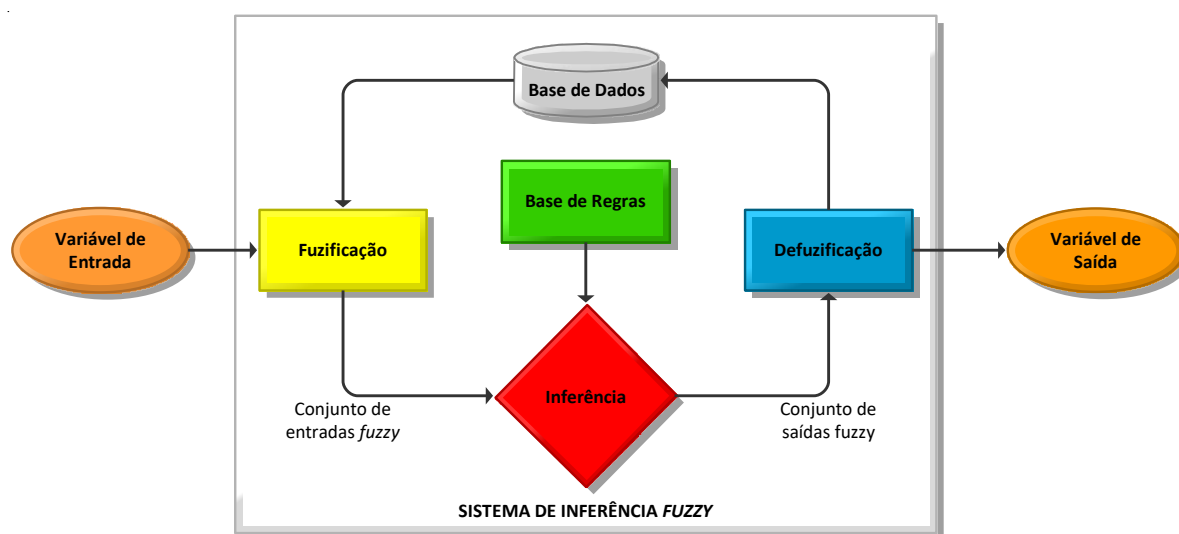 Base de Dados
Base de Regras
Variável de
Entrada
Fuzificação
Defuzificação
Variável de
Saída
Inferência
Conjunto de
entradas fuzzy
Conjunto de
saídas fuzzy
SISTEMA DE INFERÊNCIA FUZZY